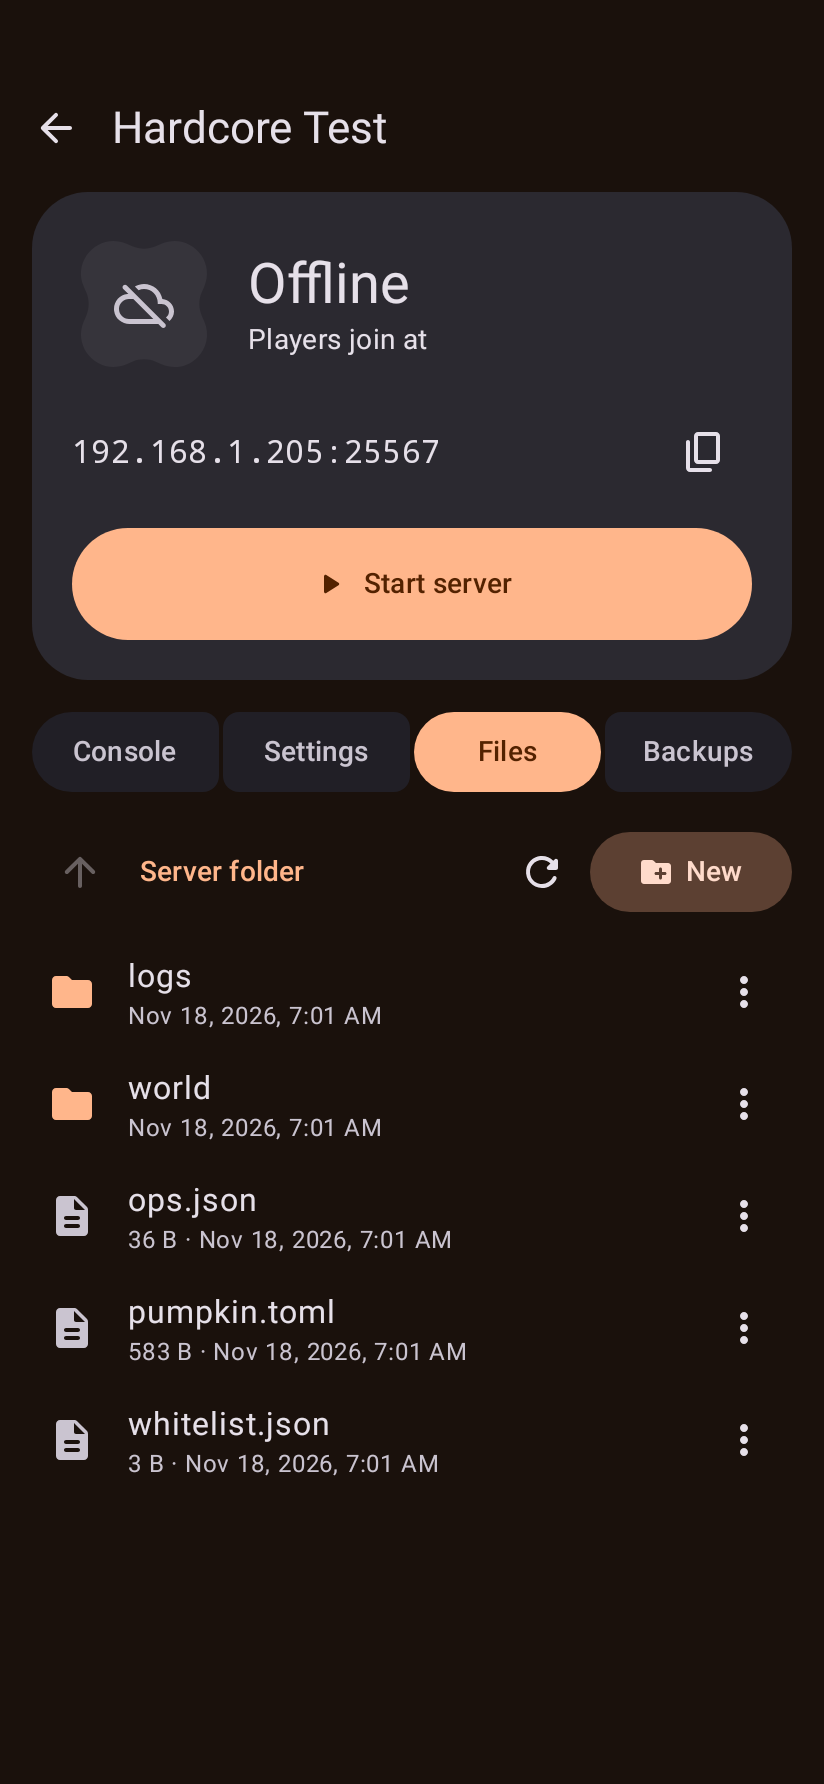 Hardcore Test
Offline
Players join at
192.168.1.205:25567
Start server
Console
Settings
Files
Backups
Server folder
New
logs
Nov 18, 2026, 7:01 AM
world
Nov 18, 2026, 7:01 AM
ops.json
36 B · Nov 18, 2026, 7:01 AM
pumpkin.toml
583 B · Nov 18, 2026, 7:01 AM
whitelist.json
3 B · Nov 18, 2026, 7:01 AM